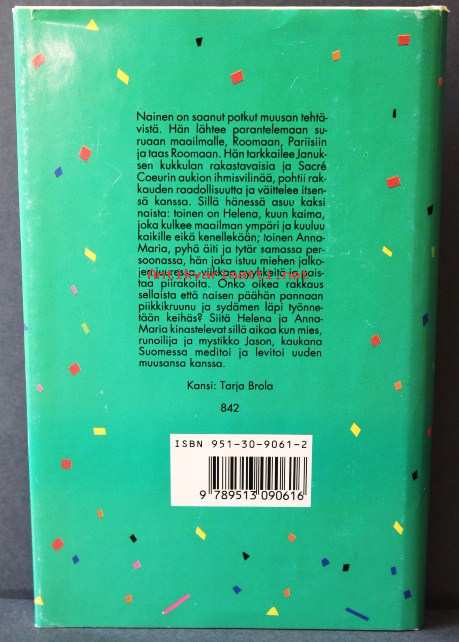 Nainen on saanut potkut muusan tehtä-
vistä. Hän lähtee parantelemaan su-
ruaan maailmalle, Roomaan, Pariisiin
ja taas Roomaan. Hän tarkkailee Januk-
sen kukkulan rakastavaisia ja Sacré
Coeurin aukion ihmisvilinää, pohtii rak-
kauden raadollisuutta ja väittelee itsen-
sä kanssa. Sillä hänessä asuu kaksi
naista: toinen on Helena, kuun kaima,
joka kulkee maailman ympäri ja kuuluu
kaikille eikä kenellekään; toinen Anna-
Maria, pyhä äiti ja tytär samassa per-
soonassa, hän joka istuu miehen jalko-
jen juuressa, viikkaa nylkkeitä ja pais-
taa piirakoita. Onko oikea rakkaus
sellaista että naisen päähän pannaan
piikkikruunu ja sydämen läpi työnne-
tään keihäs? Siitä Helena ja Anna-
Maria kinastelevat sillä aikaa kun mies,
runoilija ja mystikko Jason, kaukana
Suomessa meditoi ja levitoi uuden
muusansa kanssa.
Kansi: Tarja Brola
842
ISBN 951-30-9061-2
9 789513 090616